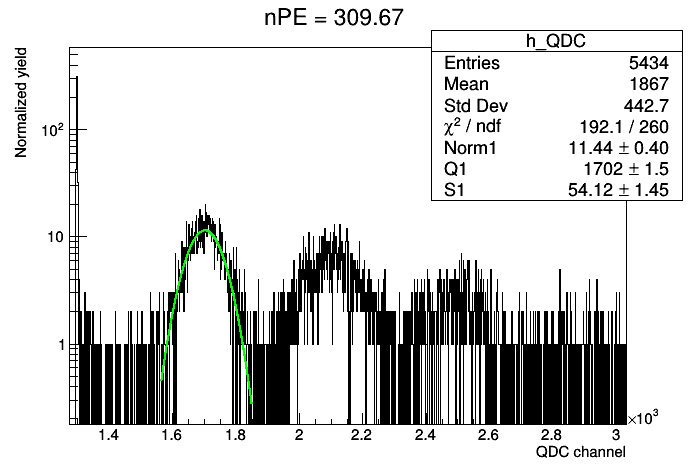 nPE = 309.67
h_QDC
Entries 5434
Mean 1867
Std Dev 442.7
χ² / ndf 192.1 / 260
Norm1 11.44 ± 0.40
Q1 1702 ± 1.5
S1 54.12 ± 1.45
Normalized yield
10²
10
1
1.4 1.6 1.8 2 2.2 2.4 2.6 2.8 3
×10³
QDC channel